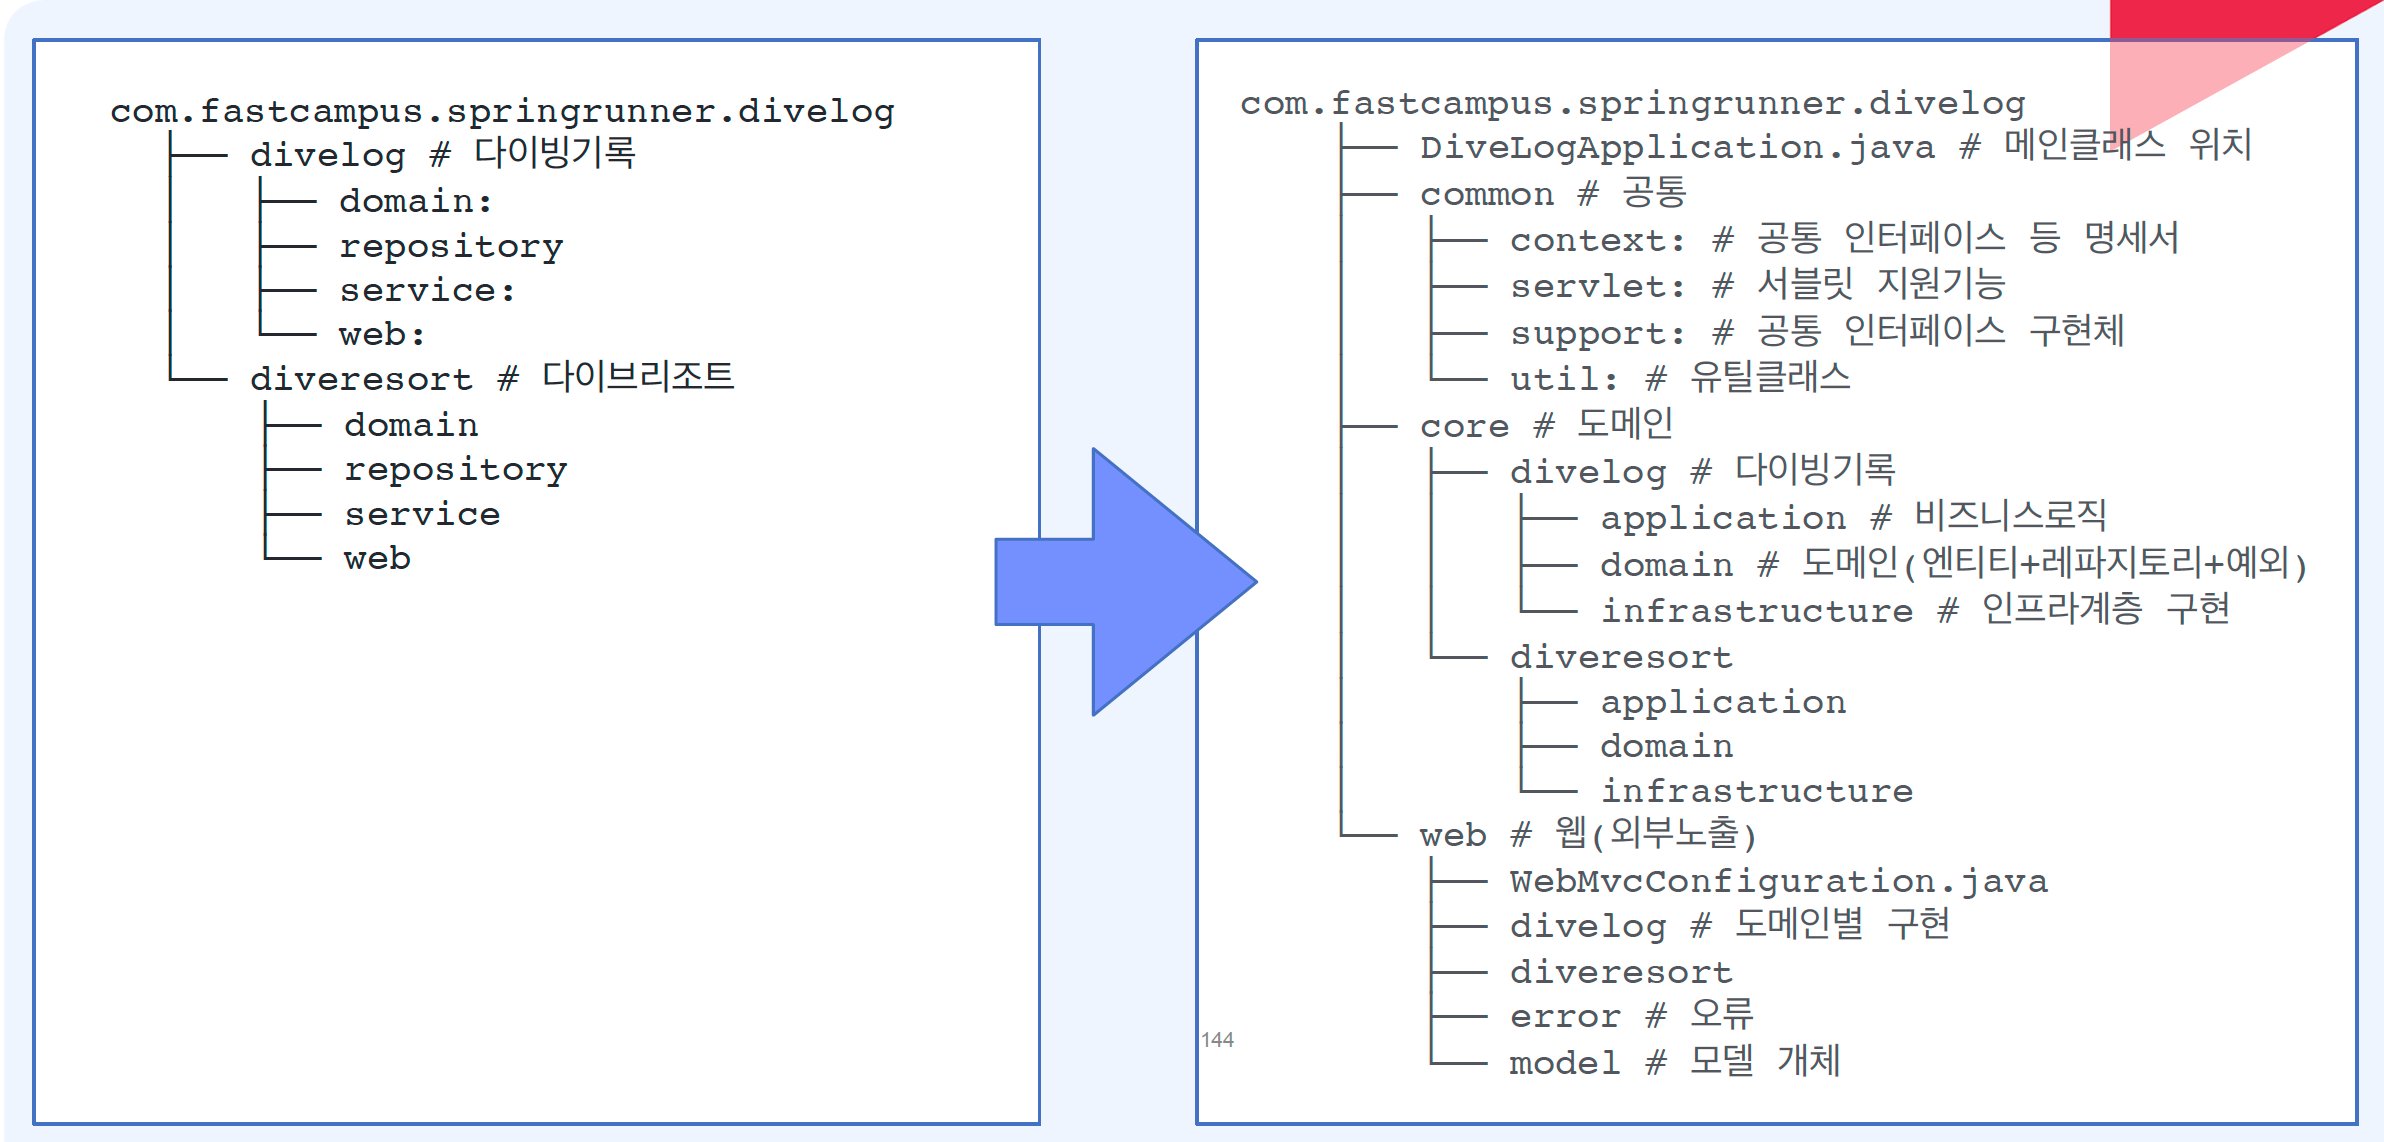 com.fastcampus.springrunner.divelog
├── divelog # 다이빙기록
│   ├── domain:
│   ├── repository
│   ├── service:
│   └── web:
└── diveresort # 다이브리조트
    ├── domain
    ├── repository
    ├── service
    └── web
com.fastcampus.springrunner.divelog
├── DiveLogApplication.java # 메인클래스 위치
├── common # 공통
│   ├── context: # 공통 인터페이스 등 명세서
│   ├── servlet: # 서블릿 지원기능
│   ├── support: # 공통 인터페이스 구현체
│   └── util: # 유틸클래스
├── core # 도메인
│   ├── divelog # 다이빙기록
│   │   ├── application # 비즈니스로직
│   │   ├── domain # 도메인(엔티티+레파지토리+예외)
│   │   └── infrastructure # 인프라계층 구현
│   └── diveresort
│       ├── application
│       ├── domain
│       └── infrastructure
└── web # 웹(외부노출)
    ├── WebMvcConfiguration.java
    ├── divelog # 도메인별 구현
    ├── diveresort
    ├── error # 오류
    └── model # 모델 개체
144